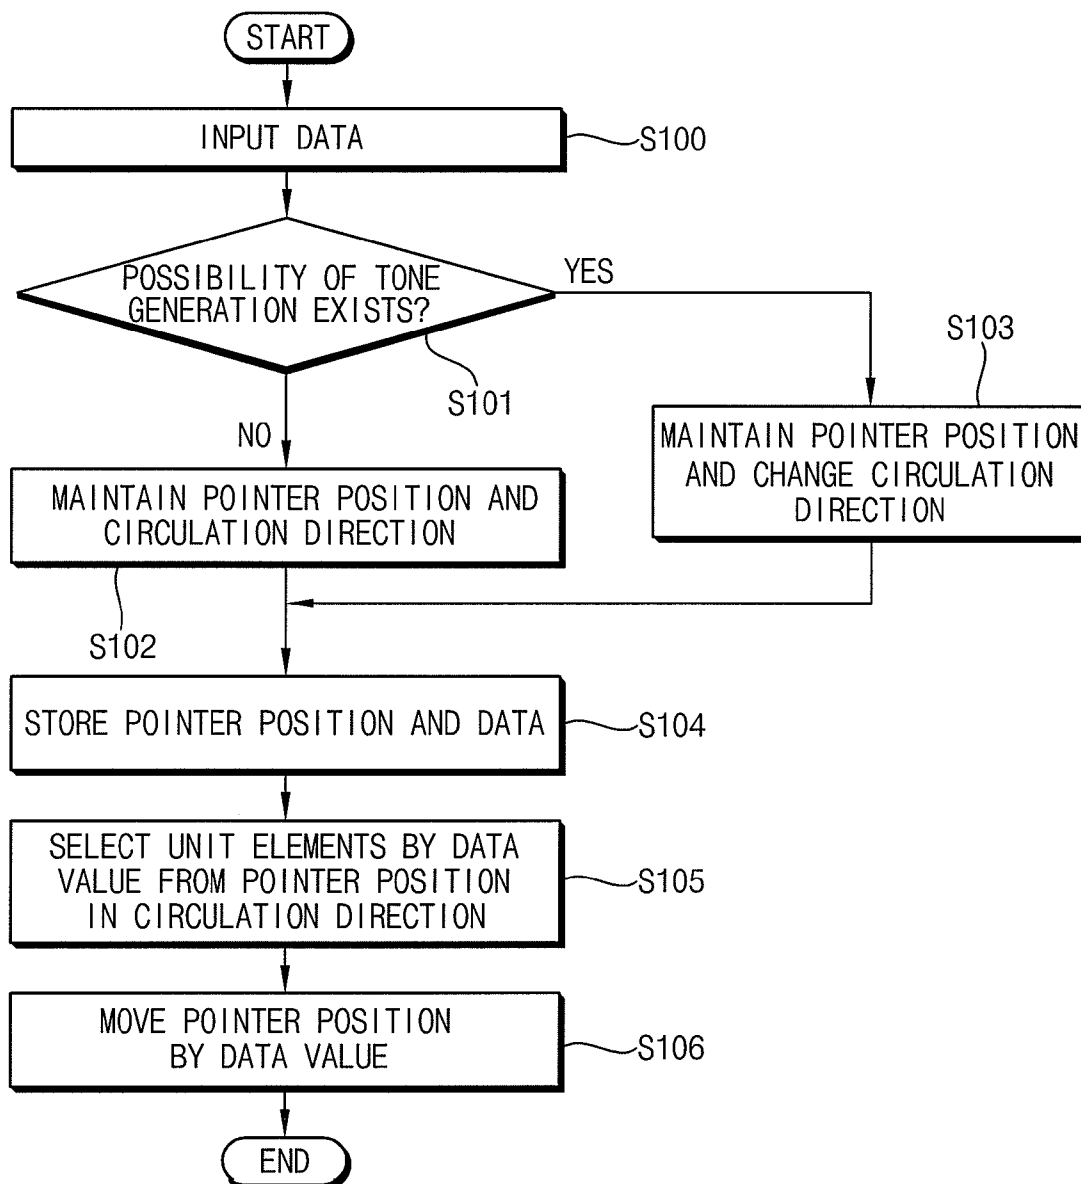 START
INPUT DATA
S100
POSSIBILITY OF TONE
GENERATION EXISTS?
YES
S101
S103
NO
MAINTAIN POINTER POSITION
AND CHANGE CIRCULATION
DIRECTION
MAINTAIN POINTER POSITION AND
CIRCULATION DIRECTION
S102
STORE POINTER POSITION AND DATA
S104
SELECT UNIT ELEMENTS BY DATA
VALUE FROM POINTER POSITION
IN CIRCULATION DIRECTION
S105
MOVE POINTER POSITION
BY DATA VALUE
S106
END